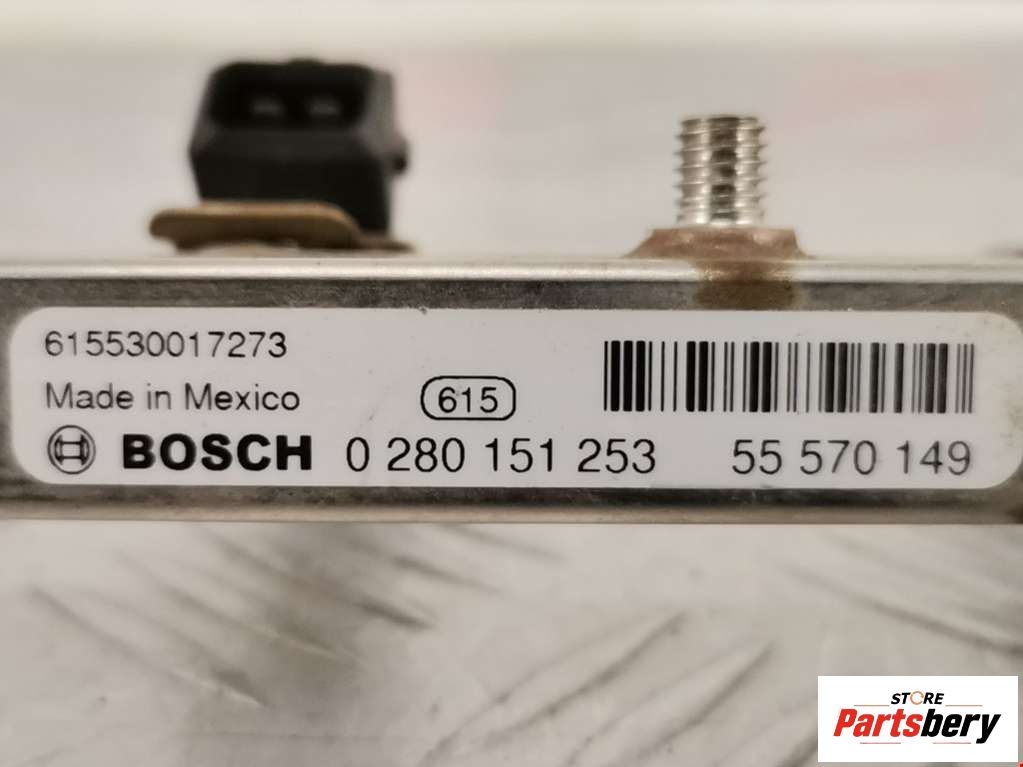 615530017273
Made in Mexico
615
BOSCH 0 280 151 253 55 570 149
STORE
Partsbery